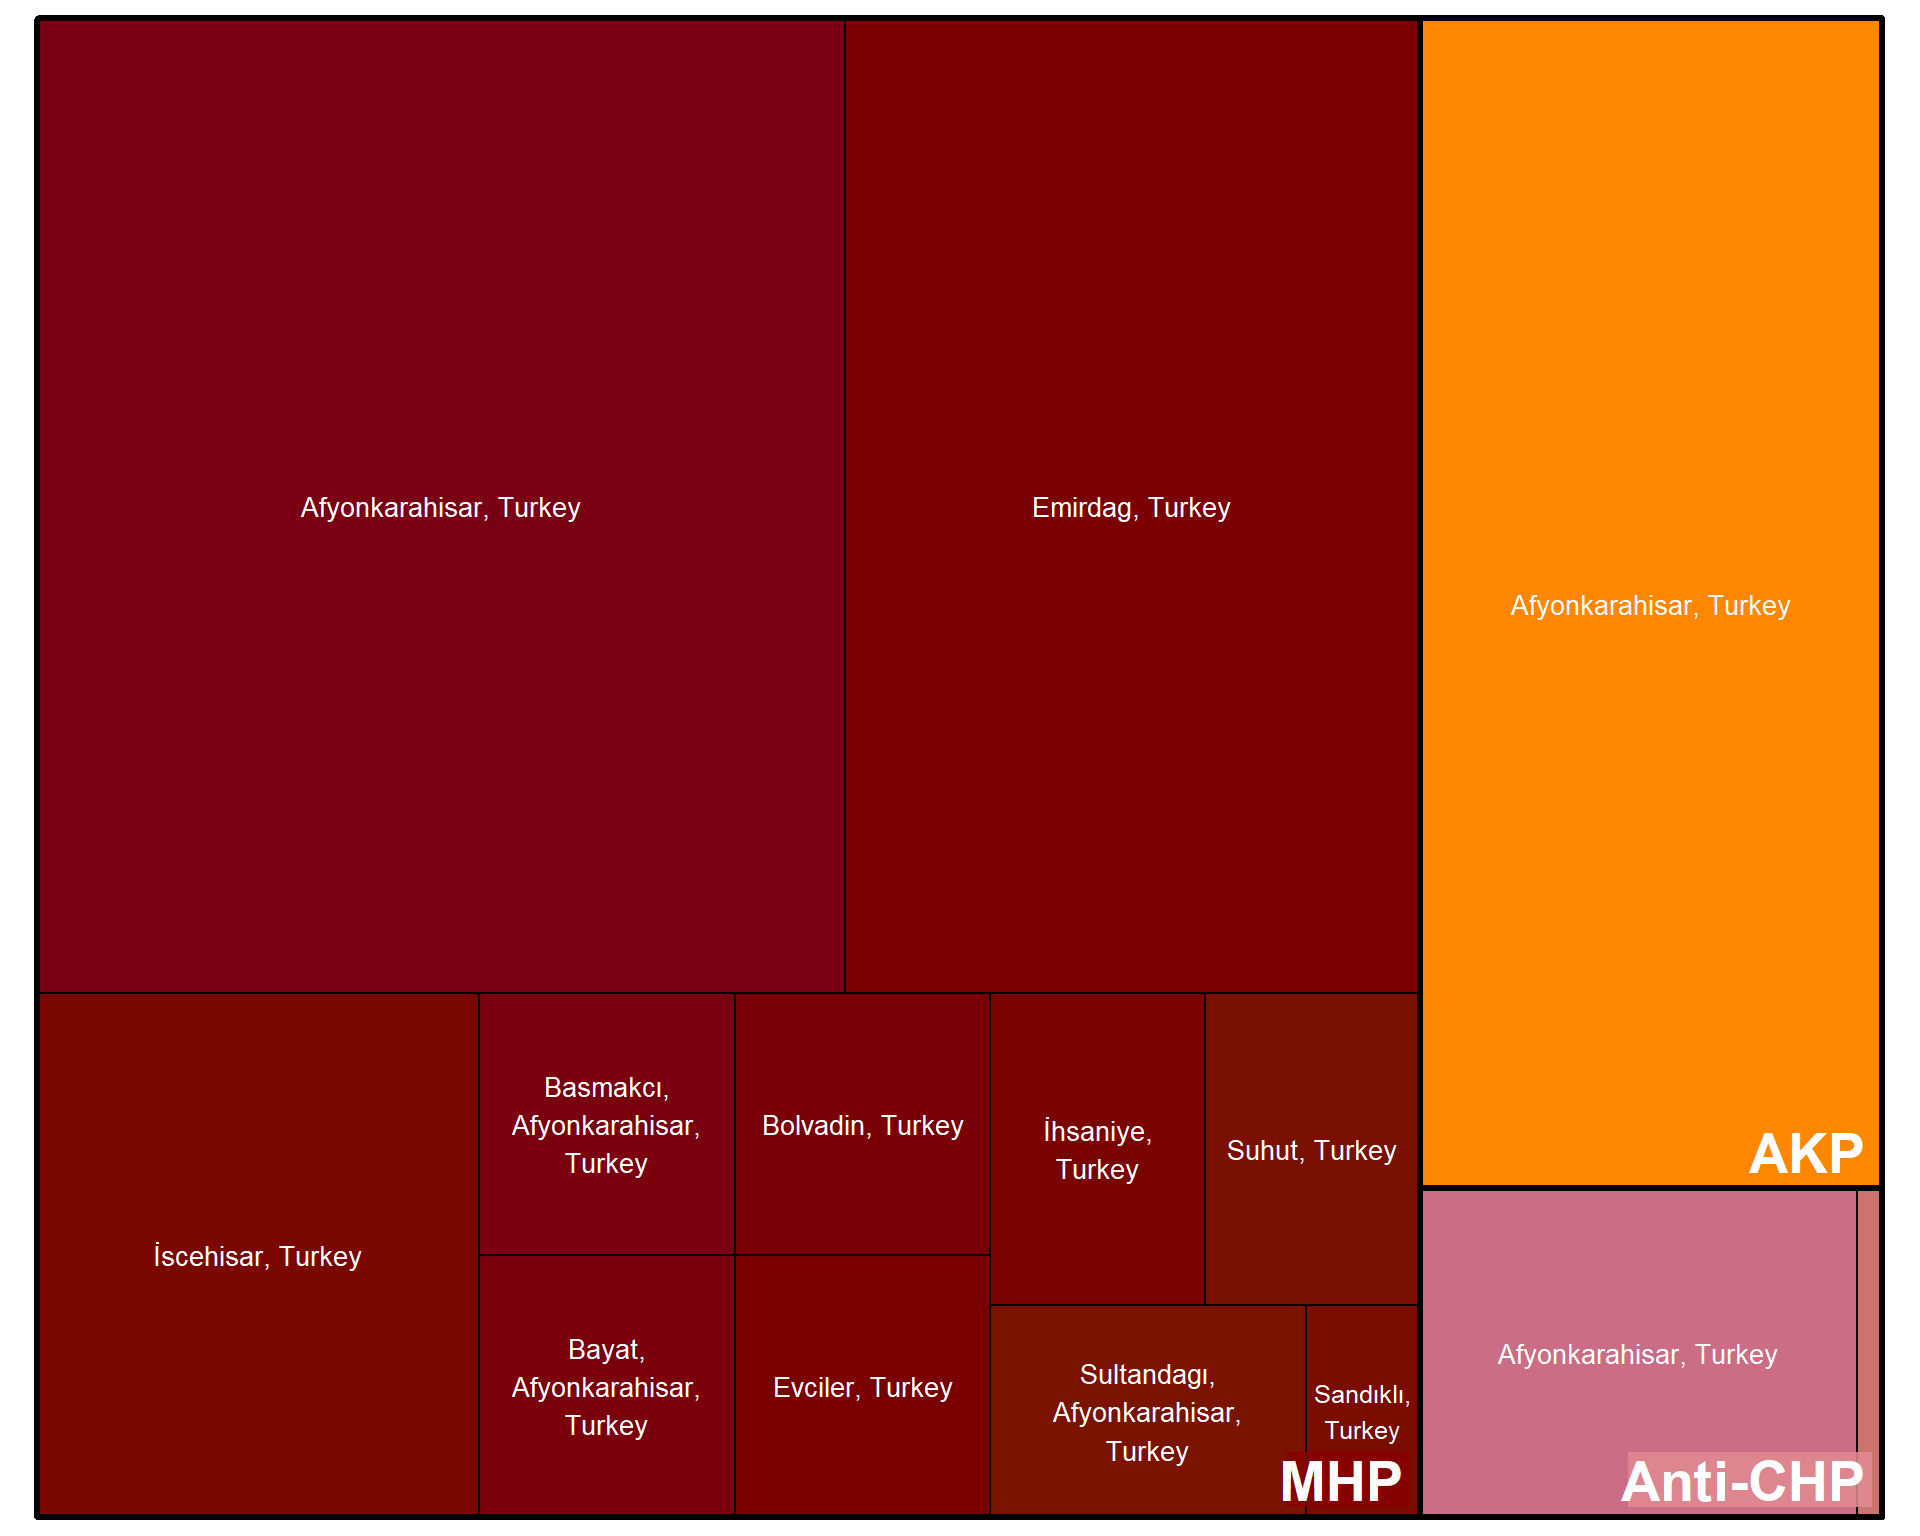 Afyonkarahisar, Turkey
Emirdag, Turkey
Afyonkarahisar, Turkey
AKP
İscehisar, Turkey
Basmakcı,
Afyonkarahisar,
Turkey
Bolvadin, Turkey
İhsaniye,
Turkey
Suhut, Turkey
Bayat,
Afyonkarahisar,
Turkey
Evciler, Turkey
Sultandagı,
Afyonkarahisar,
Turkey
Sandıklı,
Turkey
MHP
Afyonkarahisar, Turkey
Anti-CHP